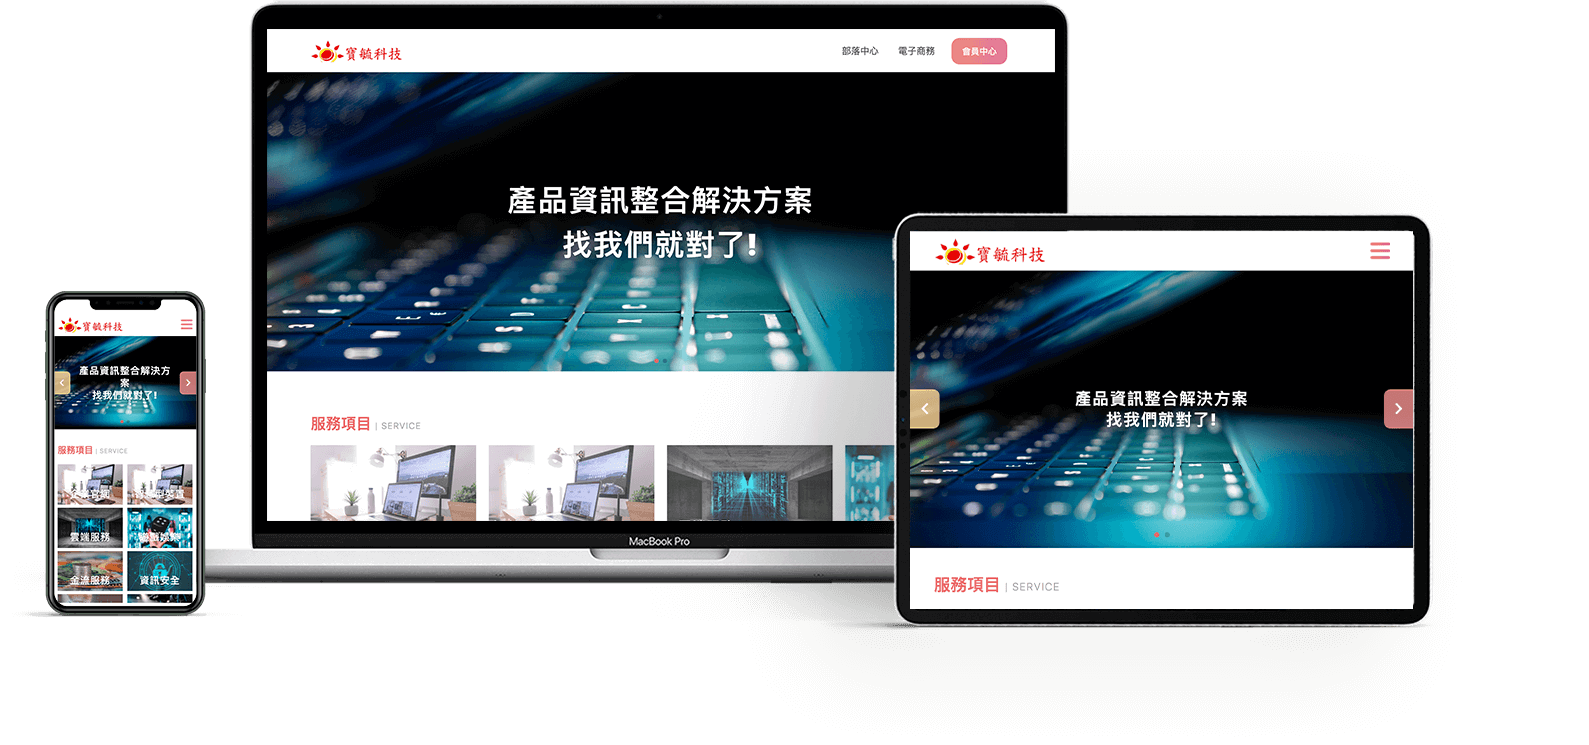 寶毓科技
部落中心
電子商務
會員中心
產品資訊整合解決方案
找我們就對了!
服務項目 | SERVICE
MacBook Pro
寶毓科技
產品資訊整合解決方案
找我們就對了!
服務項目 | SERVICE
寶毓科技
產品資訊整合解決方
案
找我們就對了!
服務項目 | SERVICE
雲端服務
金流服務
資訊安全